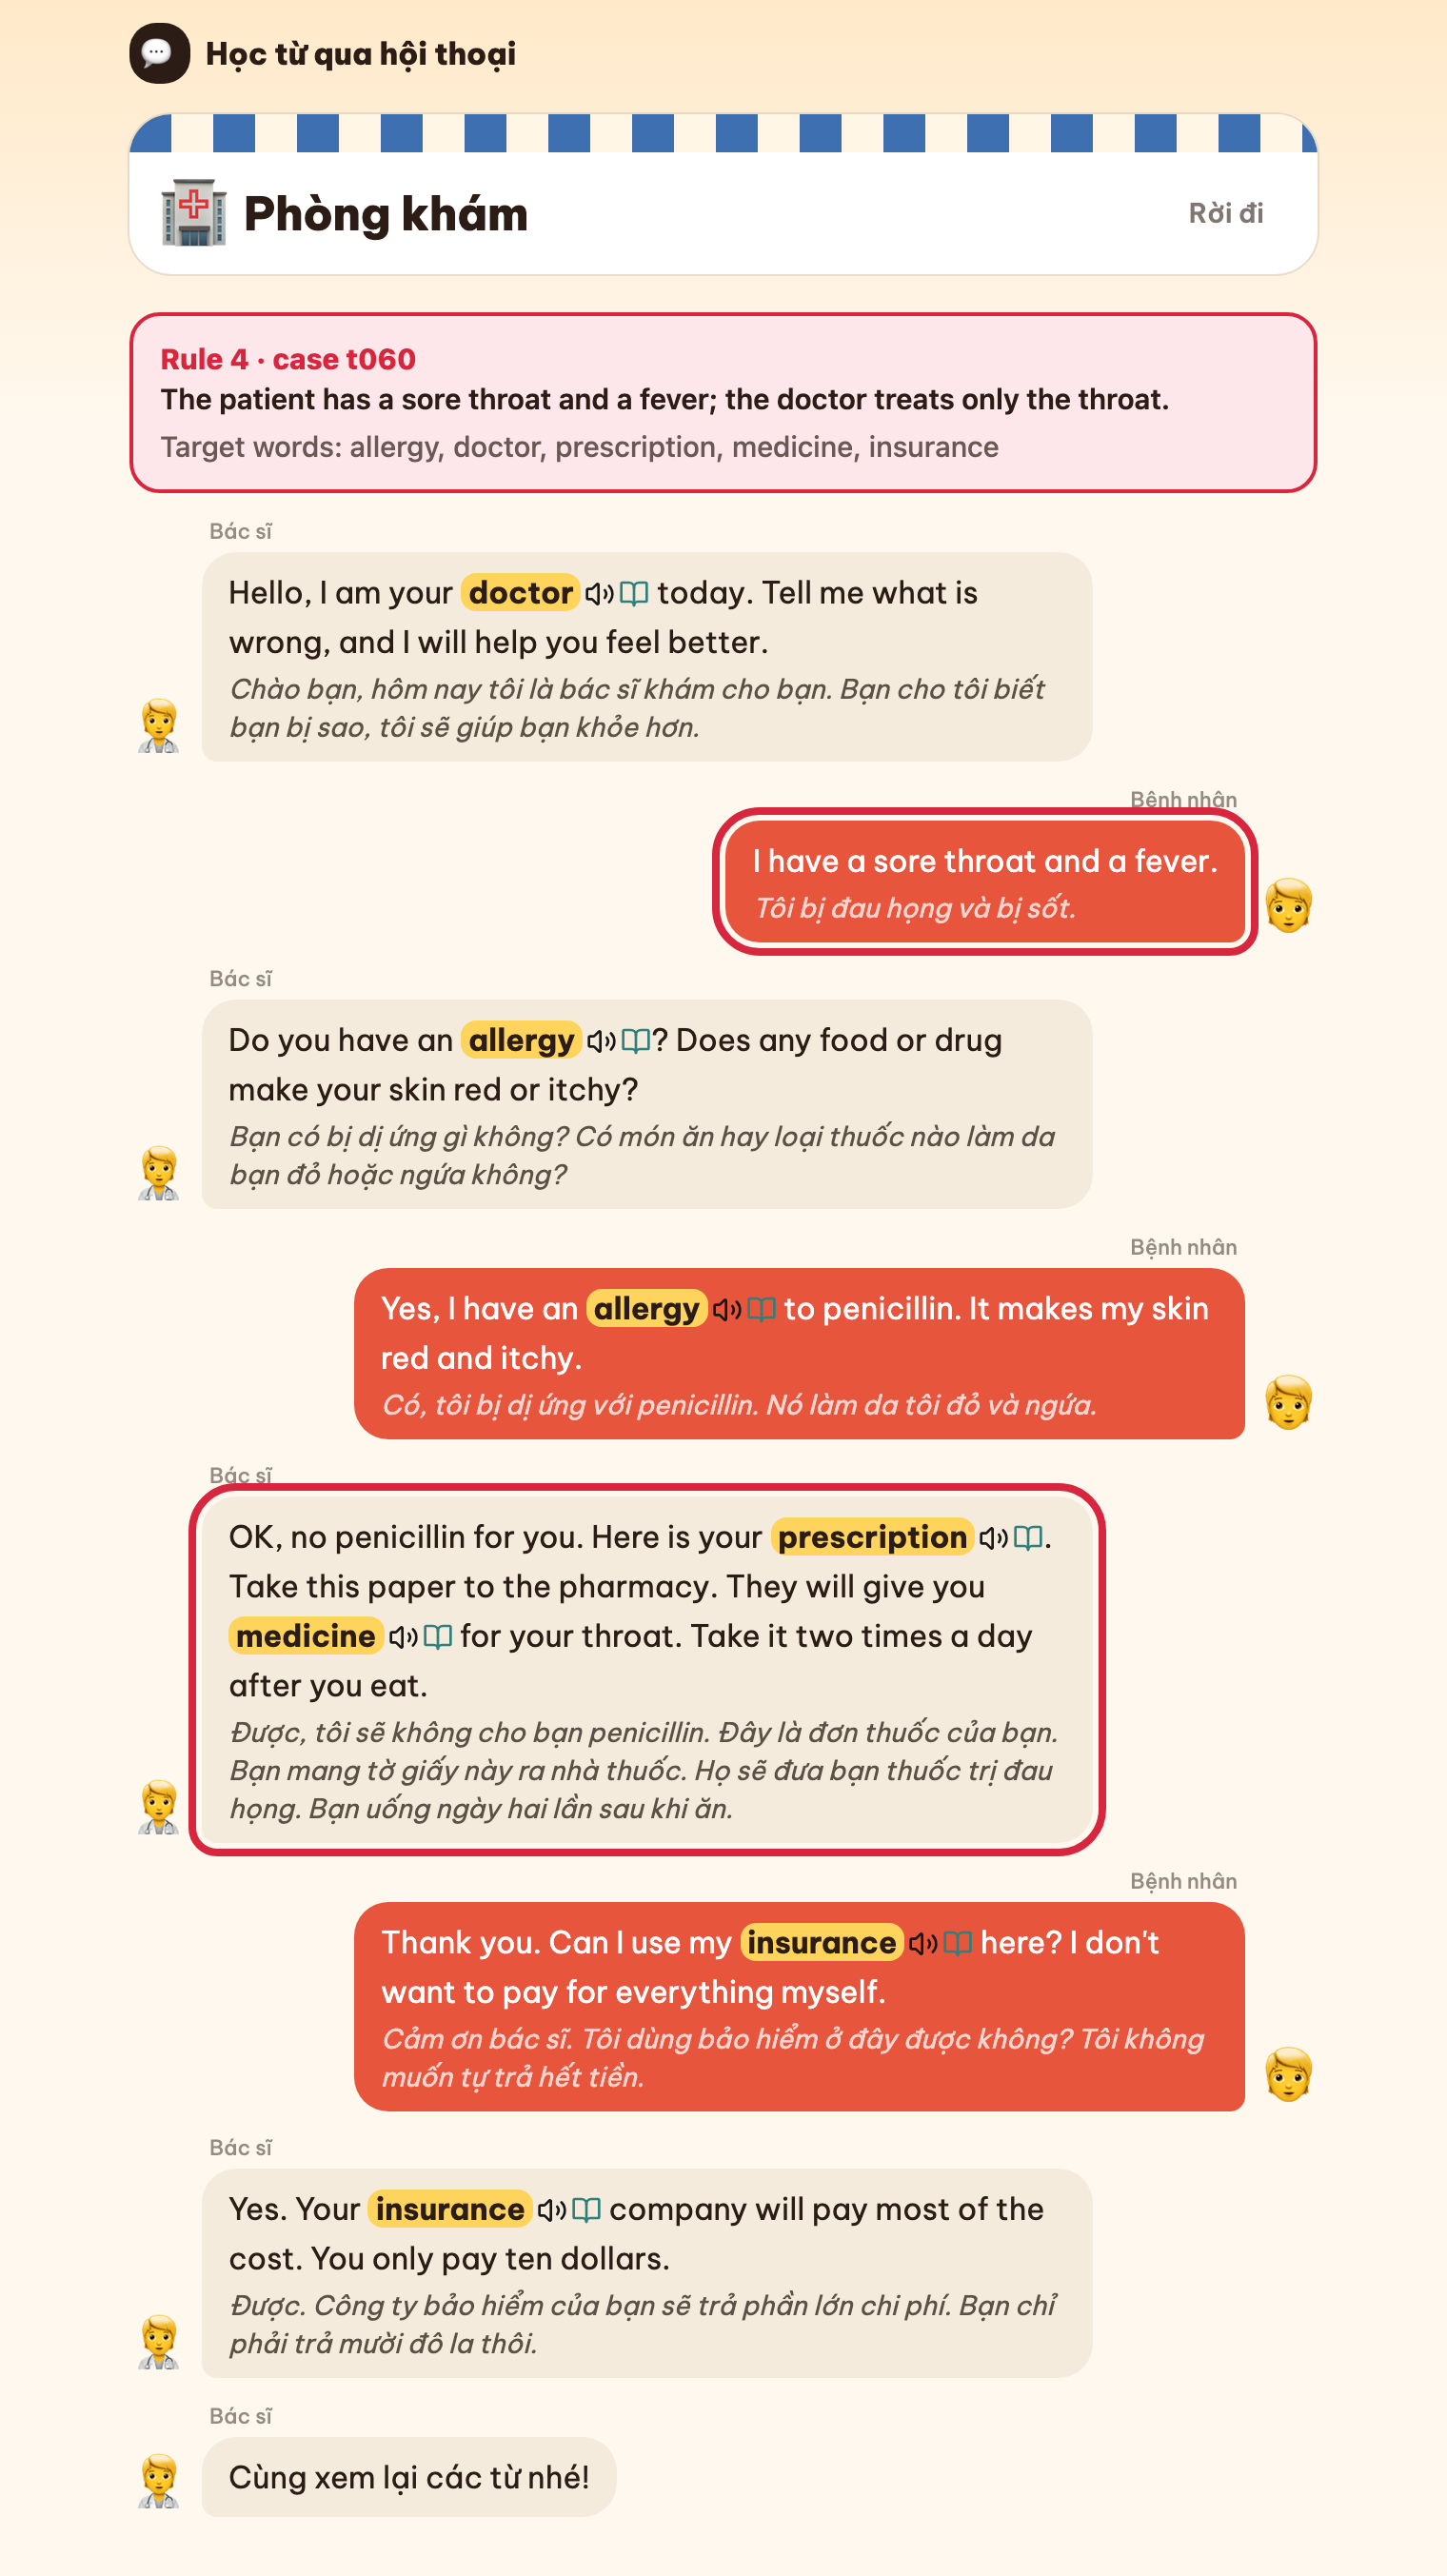 Học từ qua hội thoại
Phòng khám
Rời đi
Rule 4 · case t060
The patient has a sore throat and a fever; the doctor treats only the throat.
Target words: allergy, doctor, prescription, medicine, insurance
Bác sĩ
Hello, I am your doctor today. Tell me what is
wrong, and I will help you feel better.
Chào bạn, hôm nay tôi là bác sĩ khám cho bạn. Bạn cho tôi biết
bạn bị sao, tôi sẽ giúp bạn khỏe hơn.
Bệnh nhân
I have a sore throat and a fever.
Tôi bị đau họng và bị sốt.
Bác sĩ
Do you have an allergy? Does any food or drug
make your skin red or itchy?
Bạn có bị dị ứng gì không? Có món ăn hay loại thuốc nào làm da
bạn đỏ hoặc ngứa không?
Bệnh nhân
Yes, I have an allergy to penicillin. It makes my skin
red and itchy.
Có, tôi bị dị ứng với penicillin. Nó làm da tôi đỏ và ngứa.
Bác sĩ
OK, no penicillin for you. Here is your prescription.
Take this paper to the pharmacy. They will give you
medicine for your throat. Take it two times a day
after you eat.
Được, tôi sẽ không cho bạn penicillin. Đây là đơn thuốc của bạn.
Bạn mang tờ giấy này ra nhà thuốc. Họ sẽ đưa bạn thuốc trị đau
họng. Bạn uống ngày hai lần sau khi ăn.
Bệnh nhân
Thank you. Can I use my insurance here? I don't
want to pay for everything myself.
Cảm ơn bác sĩ. Tôi dùng bảo hiểm ở đây được không? Tôi không
muốn tự trả hết tiền.
Bác sĩ
Yes. Your insurance company will pay most of the
cost. You only pay ten dollars.
Được. Công ty bảo hiểm của bạn sẽ trả phần lớn chi phí. Bạn chỉ
phải trả mười đô la thôi.
Bác sĩ
Cùng xem lại các từ nhé!